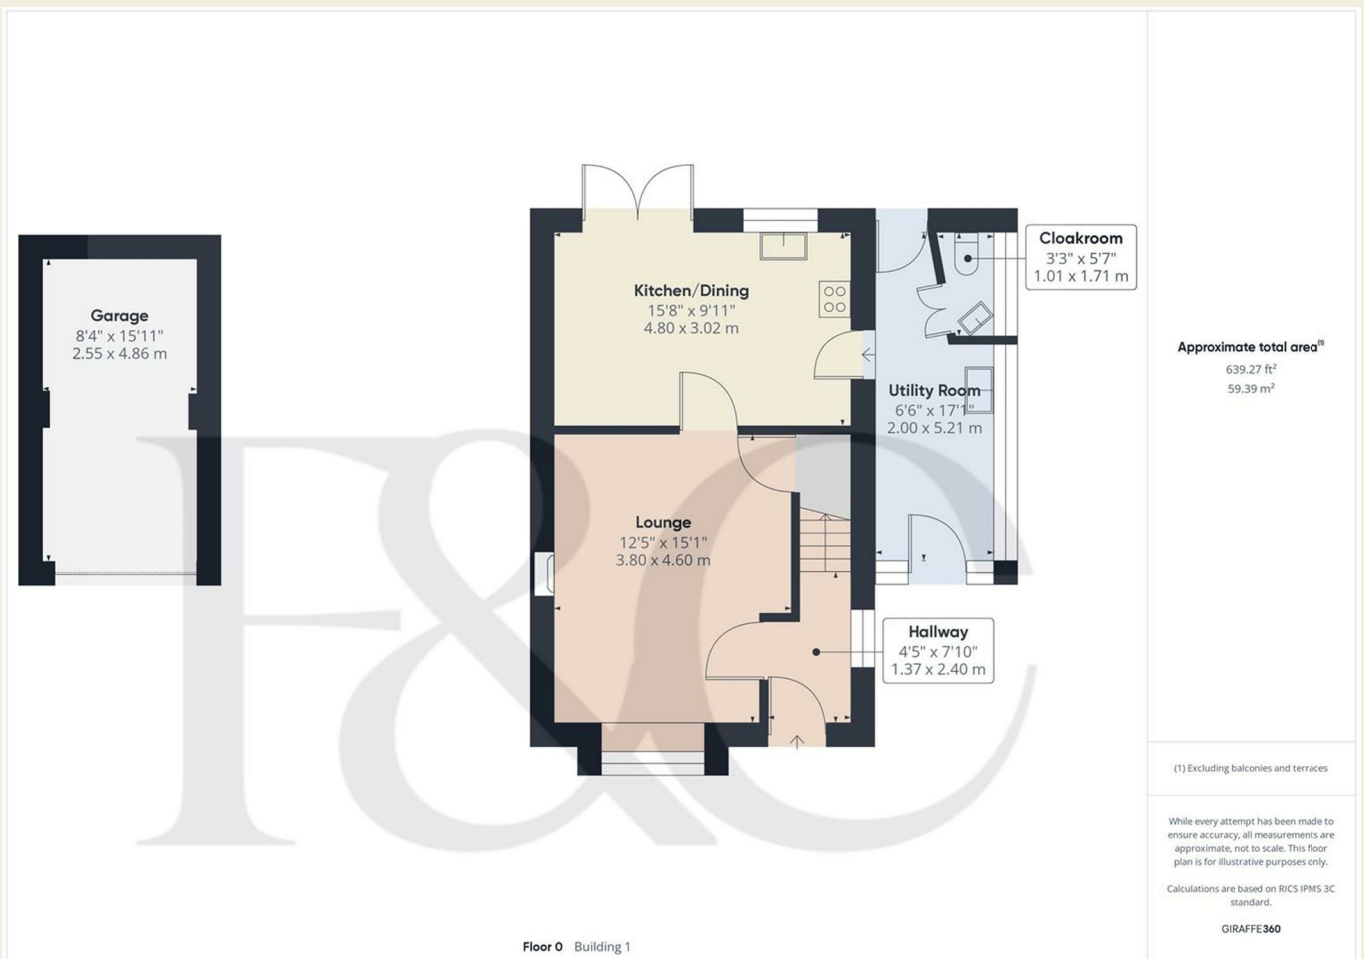 Garage
8'4" x 15'11"
2.55 x 4.86 m
Kitchen/Dining
15'8" x 9'11"
4.80 x 3.02 m
Cloakroom
3'3" x 5'7"
1.01 x 1.71 m
Utility Room
6'6" x 17'1"
2.00 x 5.21 m
Lounge
12'5" x 15'1"
3.80 x 4.60 m
Hallway
4'5" x 7'10"
1.37 x 2.40 m
F&C
Floor 0 Building 1
Approximate total area(1)
639.27 ft²
59.39 m²
(1) Excluding balconies and terraces
While every attempt has been made to
ensure accuracy, all measurements are
approximate, not to scale. This floor
plan is for illustrative purposes only.
Calculations are based on RICS IPMS 3C
standard.
GIRAFFE360